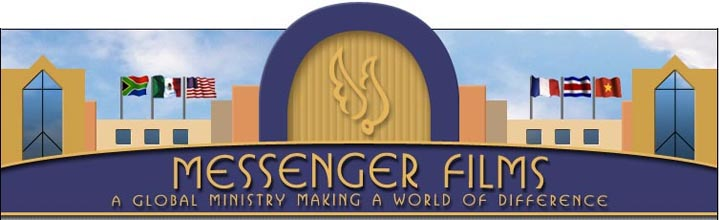 MESSENGER FILMS
A GLOBAL MINISTRY MAKING A WORLD OF DIFFERENCE